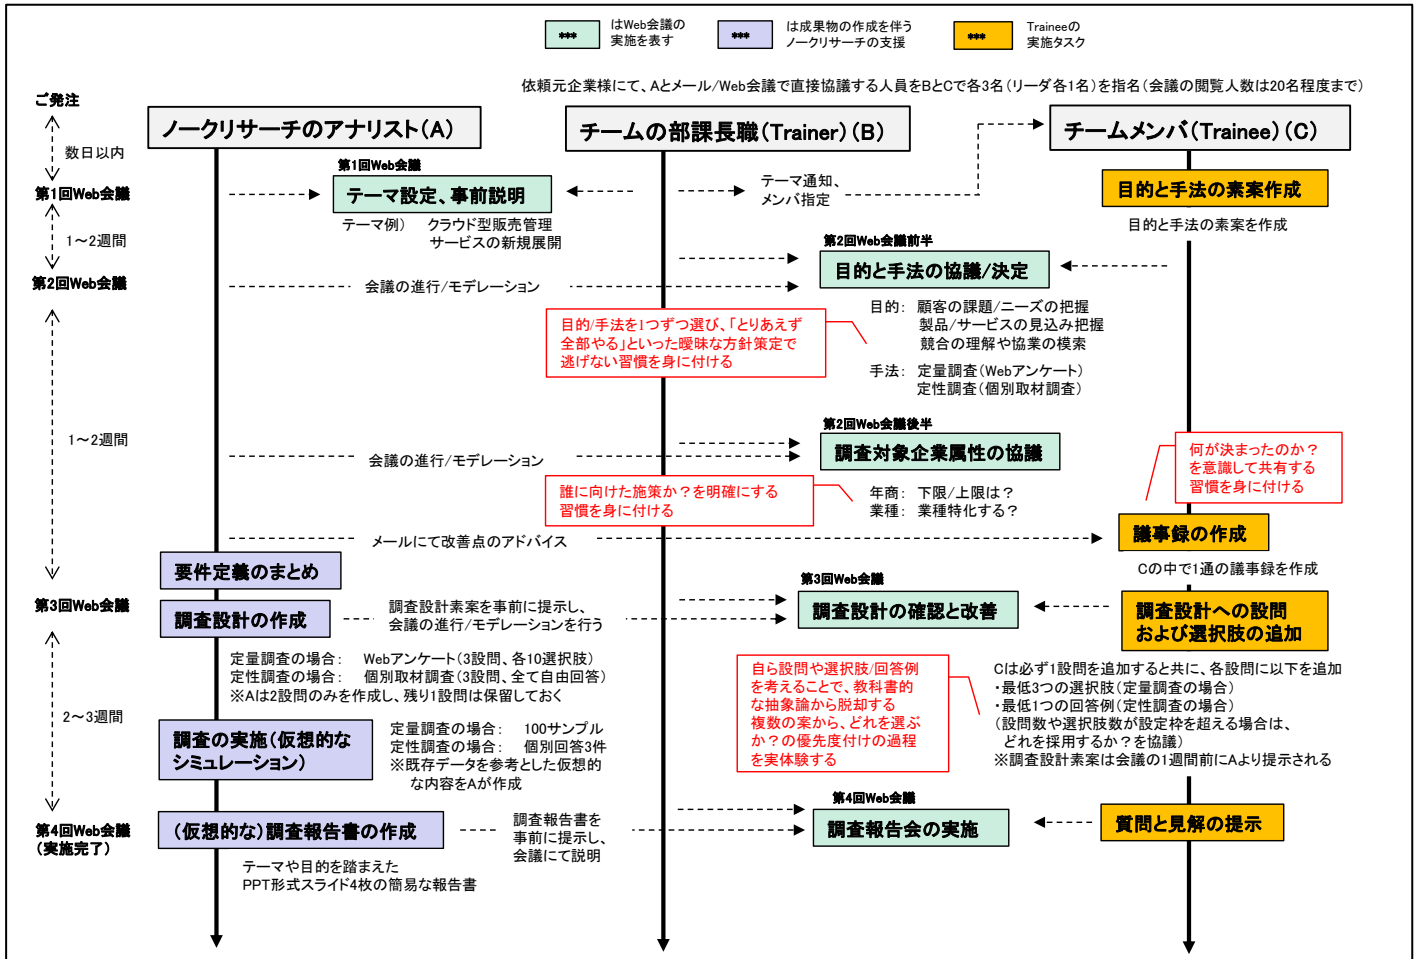 ***
はWeb会議の
実施を表す
***
は成果物の作成を伴う
ノークリサーチの支援
***
Traineeの
実施タスク
依頼元企業様にて、Aとメール/Web会議で直接協議する人員をBとCで各3名(リーダ各1名)を指名(会議の閲覧人数は20名程度まで)
ご発注
ノークリサーチのアナリスト(A)
チームの部課長職(Trainer)(B)
チームメンバ(Trainee)(C)
数日以内
第1回Web会議
第1回Web会議
テーマ設定、事前説明
テーマ通知、
メンバ指定
目的と手法の素案作成
テーマ例) クラウド型販売管理
サービスの新規展開
目的と手法の素案を作成
1～2週間
第2回Web会議前半
目的と手法の協議/決定
第2回Web会議
会議の進行/モデレーション
目的: 顧客の課題/ニーズの把握
製品/サービスの見込み把握
競合の理解や協業の模索
目的/手法を1つずつ選び、「とりあえず
全部やる」といった曖昧な方針策定で
逃げない習慣を身に付ける
手法: 定量調査(Webアンケート)
定性調査(個別取材調査)
1～2週間
第2回Web会議後半
調査対象企業属性の協議
会議の進行/モデレーション
何が決まったのか?
を意識して共有する
習慣を身に付ける
誰に向けた施策か?を明確にする
習慣を身に付ける
年商: 下限/上限は?
業種: 業種特化する?
メールにて改善点のアドバイス
議事録の作成
Cの中で1通の議事録を作成
要件定義のまとめ
第3回Web会議
第3回Web会議
調査設計の作成
調査設計素案を事前に提示し、
会議の進行/モデレーションを行う
調査設計の確認と改善
調査設計への設問
および選択肢の追加
定量調査の場合: Webアンケート(3設問、各10選択肢)
定性調査の場合: 個別取材調査(3設問、全て自由回答)
※Aは2設問のみを作成し、残り1設問は保留しておく
自ら設問や選択肢/回答例
を考えることで、教科書的
な抽象論から脱却する
複数の案から、どれを選ぶ
か?の優先度付けの過程
を実体験する
Cは必ず1設問を追加すると共に、各設問に以下を追加
・最低3つの選択肢(定量調査の場合)
・最低1つの回答例(定性調査の場合)
(設問数や選択肢数が設定枠を超える場合は、
どれを採用するか?を協議)
※調査設計素案は会議の1週間前にAより提示される
2～3週間
調査の実施(仮想的な
シミュレーション)
定量調査の場合: 100サンプル
定性調査の場合: 個別回答3件
※既存データを参考とした仮想的
な内容をAが作成
第4回Web会議
(実施完了)
(仮想的な)調査報告書の作成
調査報告書を
事前に提示し、
会議にて説明
第4回Web会議
調査報告会の実施
質問と見解の提示
テーマや目的を踏まえた
PPT形式スライド4枚の簡易な報告書